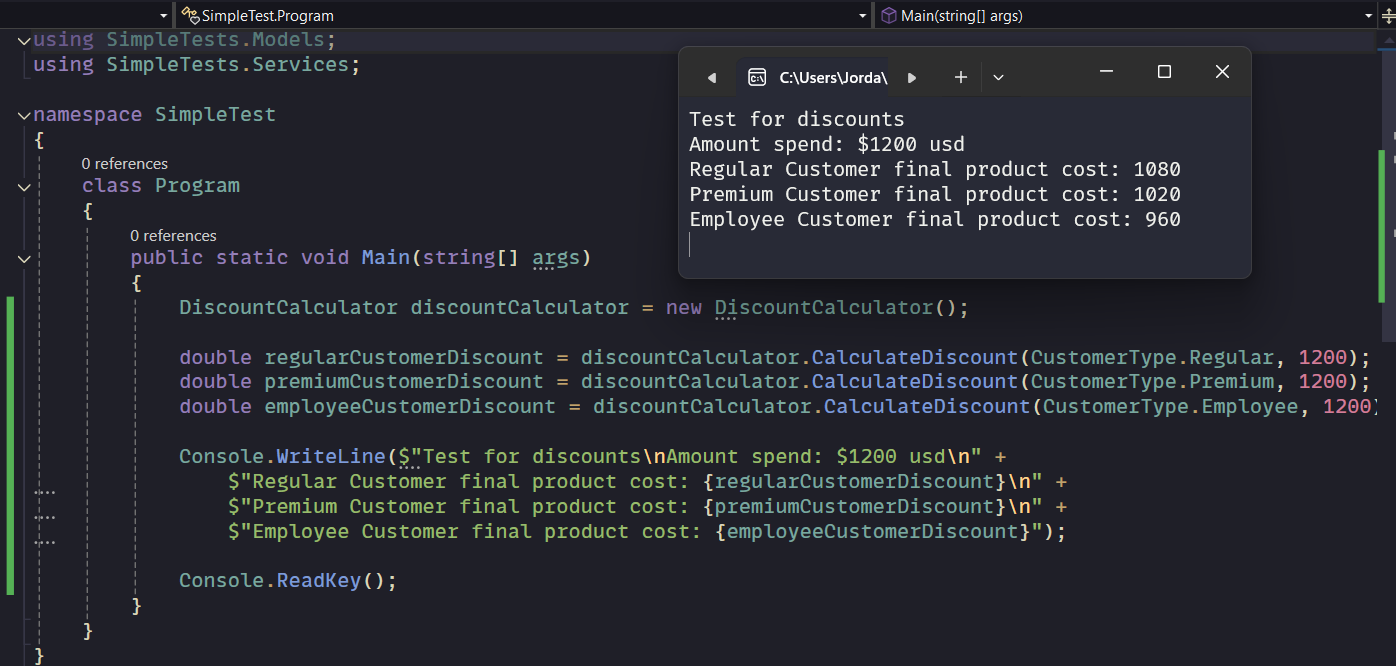 SimpleTest.Program
Main(string[] args)
using SimpleTests.Models;
using SimpleTests.Services;
namespace SimpleTest
{
0 references
class Program
{
0 references
public static void Main(string[] args)
{
DiscountCalculator discountCalculator = new DiscountCalculator();
double regularCustomerDiscount = discountCalculator.CalculateDiscount(CustomerType.Regular, 1200);
double premiumCustomerDiscount = discountCalculator.CalculateDiscount(CustomerType.Premium, 1200);
double employeeCustomerDiscount = discountCalculator.CalculateDiscount(CustomerType.Employee, 1200)
Console.WriteLine($"Test for discounts\nAmount spend: $1200 usd\n" +
$"Regular Customer final product cost: {regularCustomerDiscount}\n" +
$"Premium Customer final product cost: {premiumCustomerDiscount}\n" +
$"Employee Customer final product cost: {employeeCustomerDiscount}");
Console.ReadKey();
}
}
}
C:\Users\Jorda\
Test for discounts
Amount spend: $1200 usd
Regular Customer final product cost: 1080
Premium Customer final product cost: 1020
Employee Customer final product cost: 960